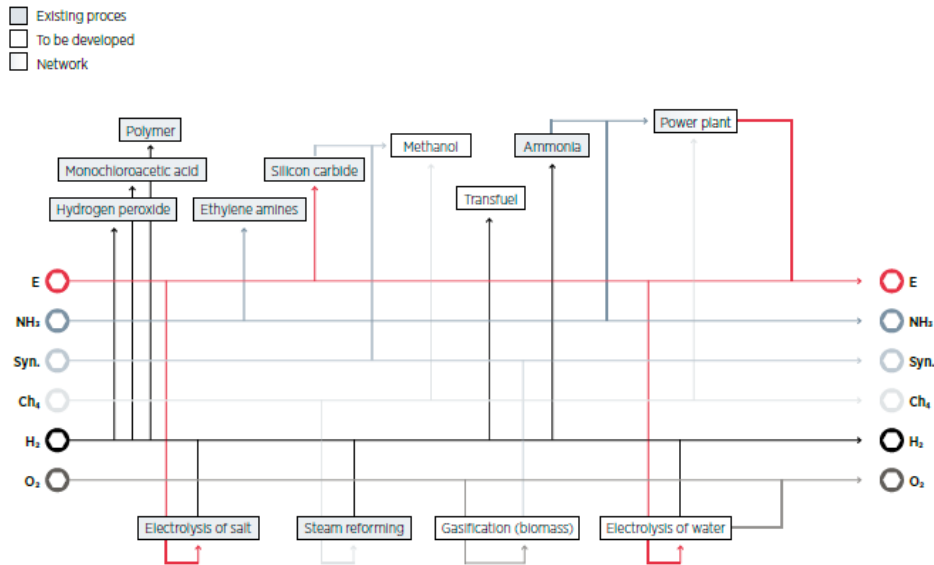 Existing proces
To be developed
Network
Polymer
Monochloroacetic acid
Hydrogen peroxide
Ethylene amines
Silicon carbide
Methanol
Transfuel
Ammonia
Power plant
E
E
NH₃
NH₃
Syn.
Syn.
Ch₄
Ch₄
H₂
H₂
O₂
O₂
Electrolysis of salt
Steam reforming
Gasification (biomass)
Electrolysis of water